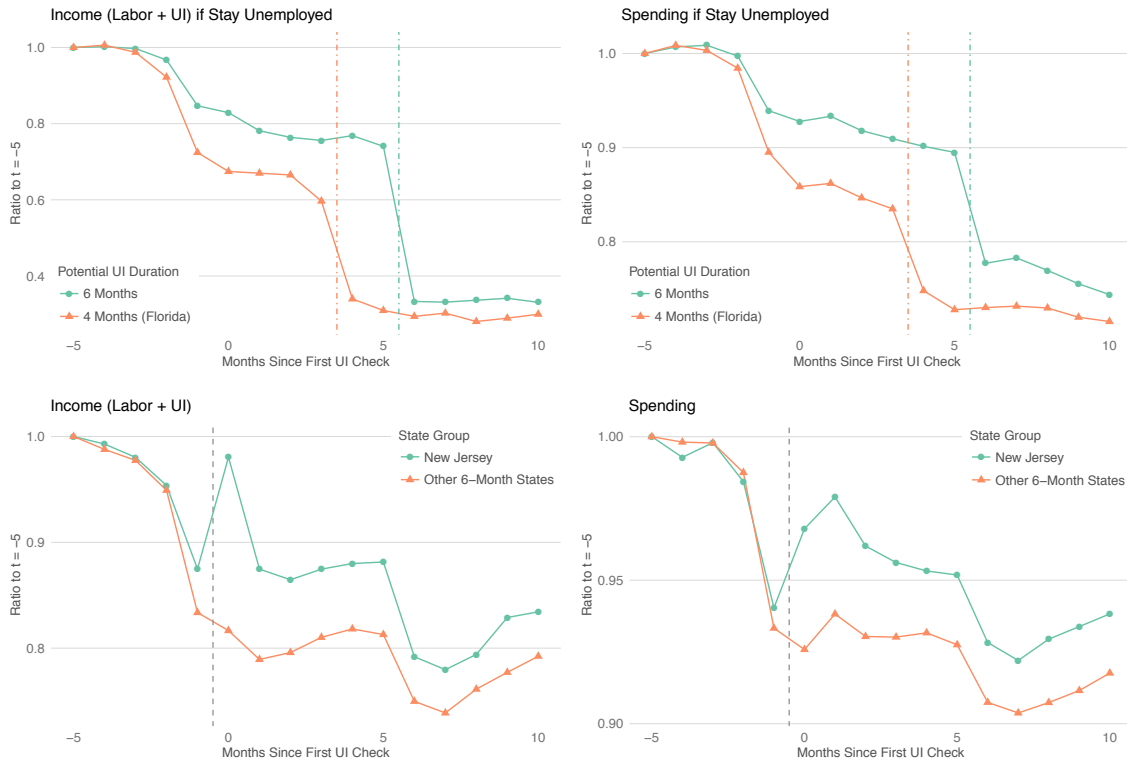 Income (Labor + UI) if Stay Unemployed
1.0
0.8
0.6
0.4
Ratio to t = −5
Potential UI Duration
6 Months
4 Months (Florida)
−5
0
5
10
Months Since First UI Check
Spending if Stay Unemployed
1.0
0.9
0.8
Ratio to t = −5
Potential UI Duration
6 Months
4 Months (Florida)
−5
0
5
10
Months Since First UI Check
Income (Labor + UI)
1.0
0.9
0.8
Ratio to t = −5
State Group
New Jersey
Other 6−Month States
−5
0
5
10
Months Since First UI Check
Spending
1.00
0.95
0.90
Ratio to t = −5
State Group
New Jersey
Other 6−Month States
−5
0
5
10
Months Since First UI Check